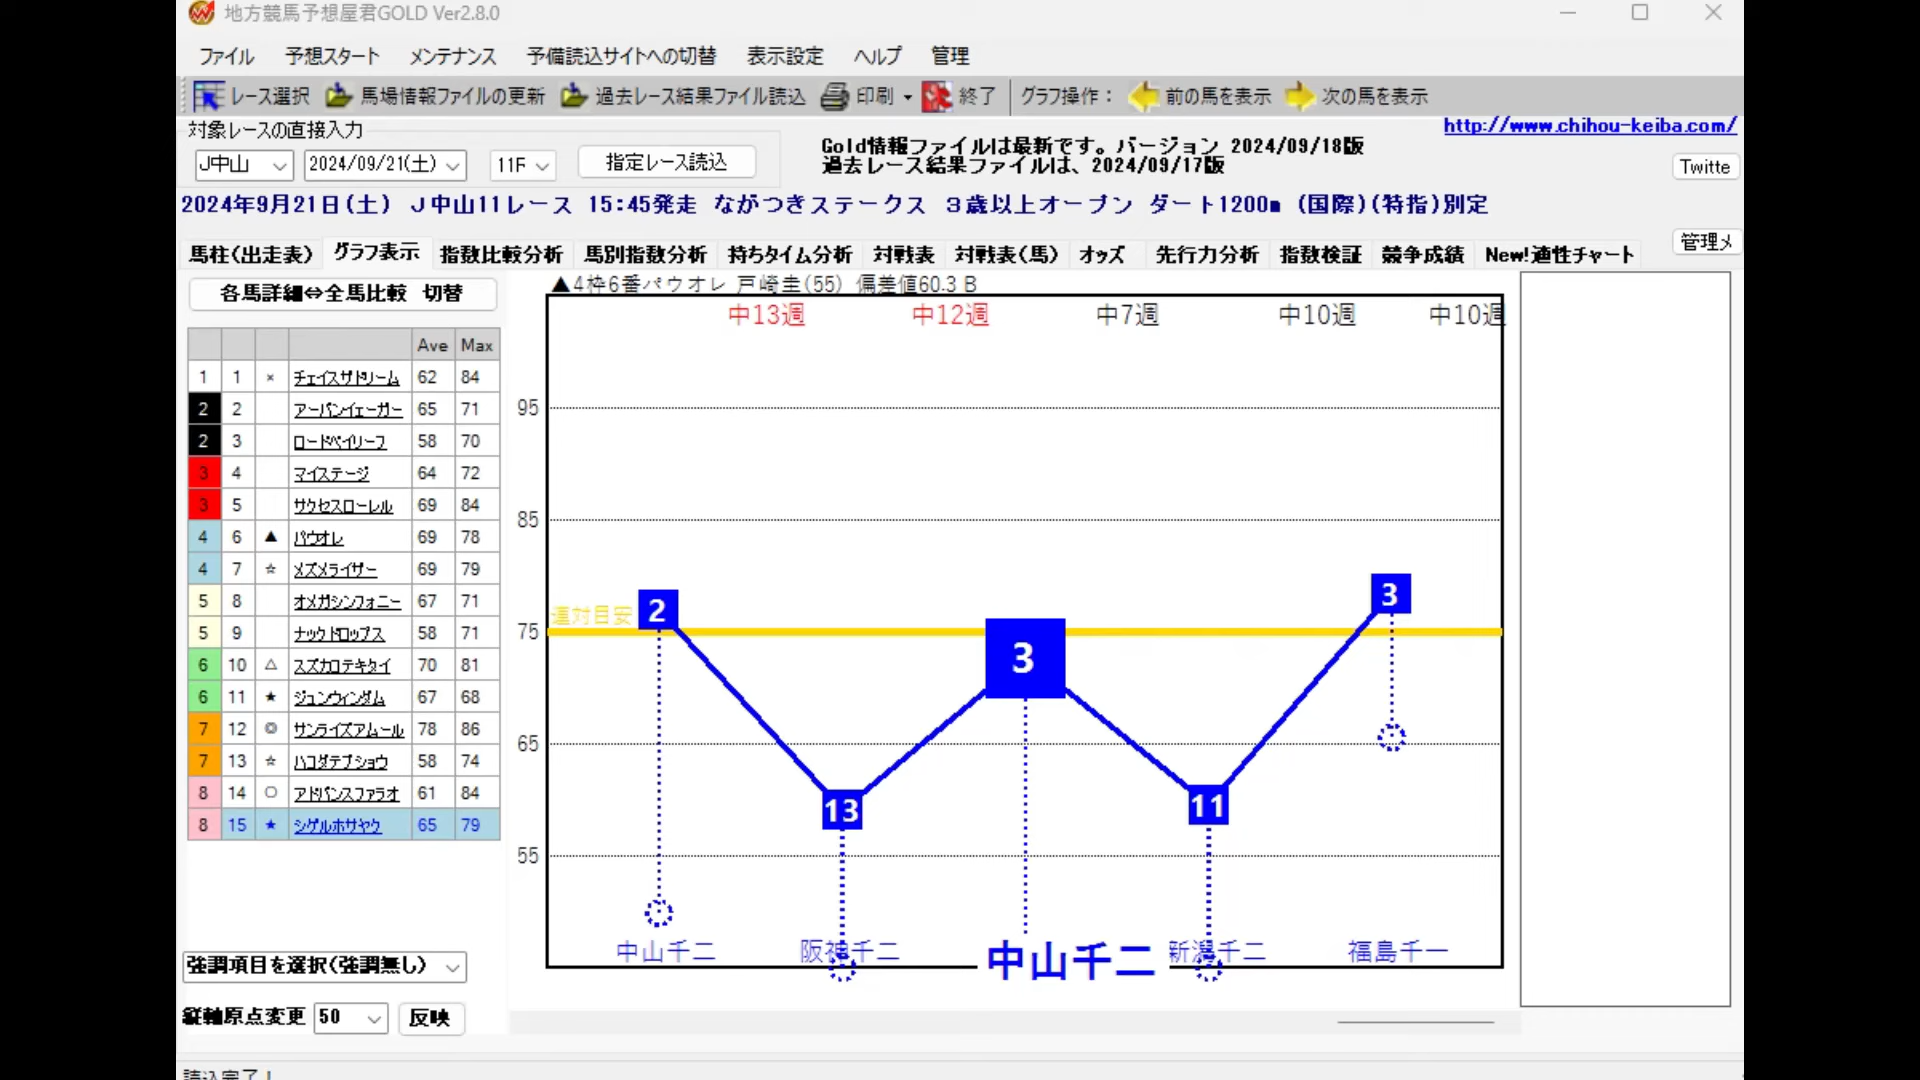 地方競馬予想屋君GOLD Ver2.8.0
ファイル 予想スタート メンテナンス 予備読込サイトへの切替 表示設定 ヘルプ 管理
レース選択 馬場情報ファイルの更新 過去レース結果ファイル読込 印刷 終了 グラフ操作： 前の馬を表示 次の馬を表示
対象レースの直接入力
http://www.chihou-keiba.com/
J中山 2024/09/21(土) 11F 指定レース読込
Gold情報ファイルは最新です。バージョン 2024/09/18版
過去レース結果ファイルは、2024/09/17版
Twitte
2024年9月21日(土) J中山11レース 15:45発走 ながつきステークス 3歳以上オープン ダート1200m (国際)(特指)別定
管理メ
馬柱(出走表) グラフ表示 指数比較分析 馬別指数分析 持ちタイム分析 対戦表 対戦表(馬) オッズ 先行力分析 指数検証 競争成績 New!適性チャート
各馬詳細⇔全馬比較 切替
▲4枠6番パウオレ 戸崎圭(55) 偏差値60.3 B
中13週 中12週 中7週 中10週 中10週
Ave Max
1 1 × チェイスザドリーム 62 84
2 2 アーバンイェーガー 65 71
2 3 ロードベイリーフ 58 70
3 4 マイステージ 64 72
3 5 サクセスローレル 69 84
4 6 ▲ パウオレ 69 78
4 7 ☆ メズメライザー 69 79
5 8 オメガシンフォニー 67 71
5 9 ナックドロップス 58 71
6 10 △ スズカコテキタイ 70 81
6 11 ★ ジュンウィンダム 67 68
7 12 ◎ サンライズアムール 78 86
7 13 ☆ ハコダテブショウ 58 74
8 14 ○ アドバンスファラオ 61 84
8 15 ★ シゲルホサヤク 65 79
95
85
連対目安
75
65
55
2 13 3 11 3
中山千二 阪神千二 中山千二 新潟千二 福島千一
強調項目を選択(強調無し)
縦軸原点変更 50 反映
読込完了！